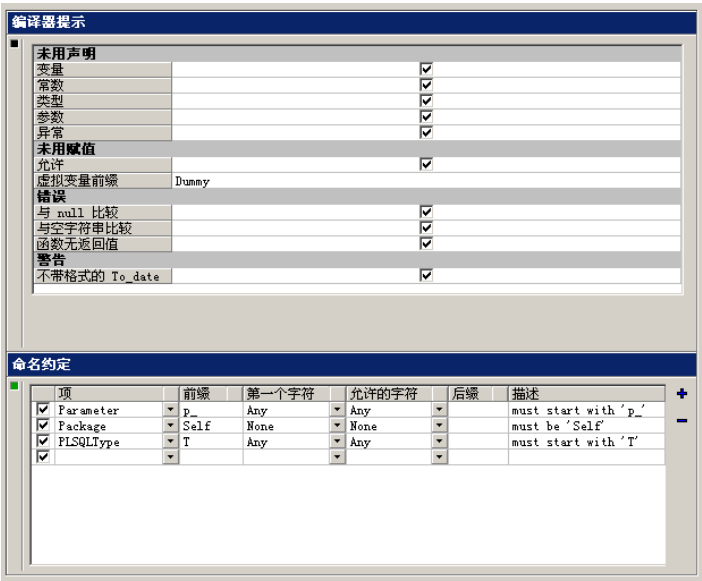 编译器提示
未用声明
变量
常数
类型
参数
异常
未用赋值
允许
虚拟变量前缀 Dummy
错误
与 null 比较
与空字符串比较
函数无返回值
警告
不带格式的 To_date
命名约定
项 前缀 第一个字符 允许的字符 后缀 描述
Parameter p_ Any Any must start with 'p_'
Package Self None None must be 'Self'
PLSQLType T Any Any must start with 'T'